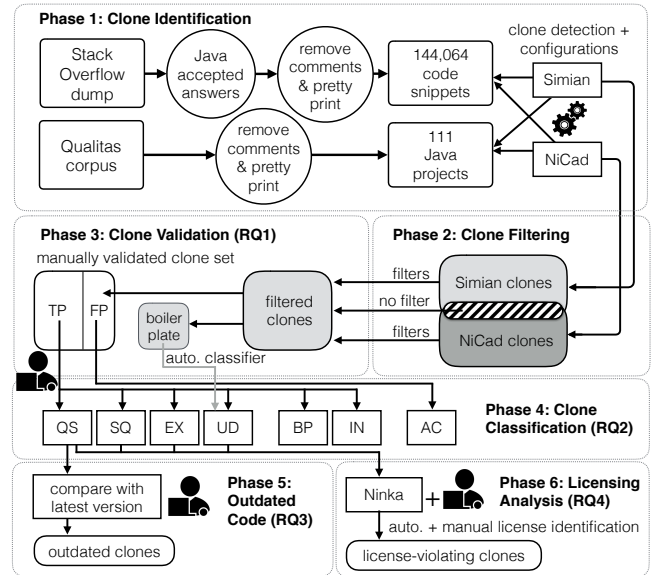 Phase 1: Clone Identification
Stack
Overflow
dump
Java
accepted
answers
remove
comments
& pretty
print
144,064
code
snippets
clone detection +
configurations
Simian
Qualitas
corpus
remove
comments
& pretty
print
111
Java
projects
NiCad
Phase 3: Clone Validation (RQ1)
manually validated clone set
TP
FP
boiler
plate
auto. classifier
filtered
clones
Phase 2: Clone Filtering
filters
no filter
filters
Simian clones
NiCad clones
QS
SQ
EX
UD
BP
IN
AC
Phase 4: Clone
Classification (RQ2)
compare with
latest version
Phase 5:
Outdated
Code (RQ3)
outdated clones
Ninka
+
Phase 6: Licensing
Analysis (RQ4)
auto. + manual license identification
license-violating clones